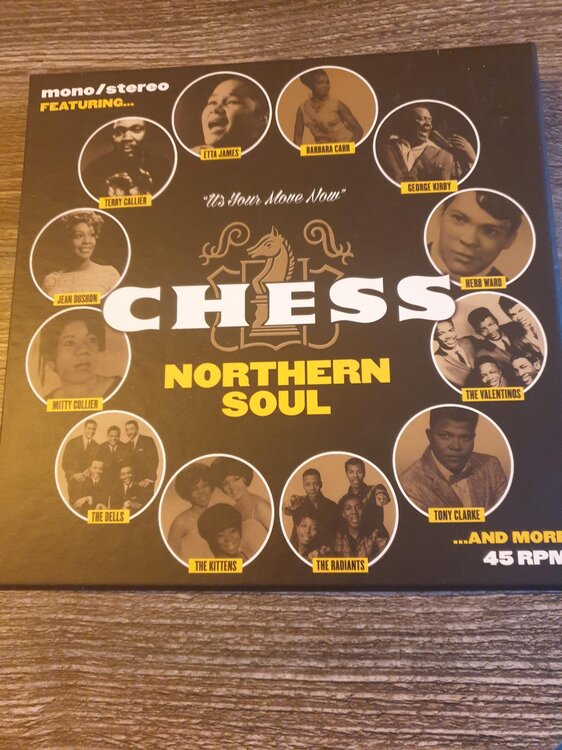 mono/stereo
FEATURING...
ETTA JAMES
BARBARA CARR
TERRY CALLIER
GEORGE KIRBY
"It's Your Move Now"
JEAN DUSHON
HERB WARD
CHESS
NORTHERN
SOUL
MITTY COLLIER
THE VALENTINOS
THE DELLS
TONY CLARKE
THE KITTENS
THE RADIANTS
...AND MORE
45 RPM